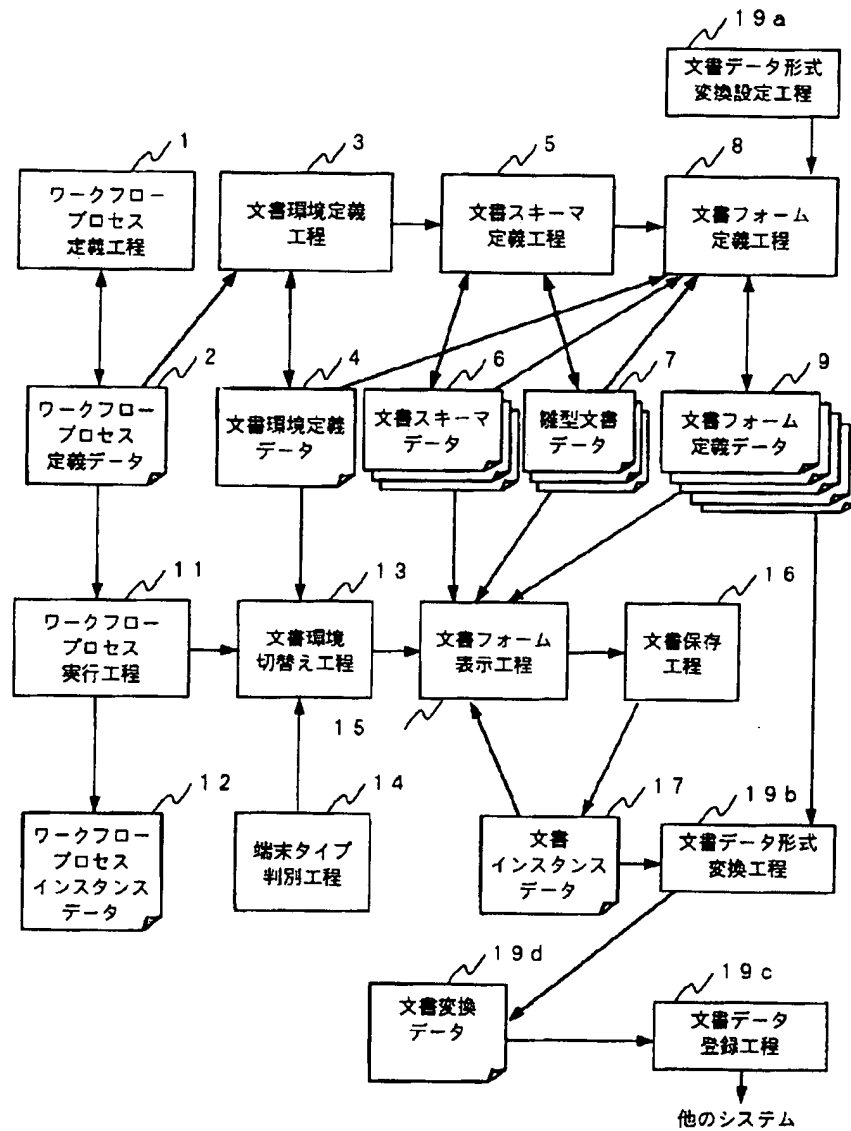 19a
文書データ形式
変換設定工程
1
ワークフロー
プロセス
定義工程
3
文書環境定義
工程
5
文書スキーマ
定義工程
8
文書フォーム
定義工程
2
ワークフロー
プロセス
定義データ
4
文書環境定義
データ
6
文書スキーマ
データ
7
雛型文書
データ
9
文書フォーム
定義データ
11
ワークフロー
プロセス
実行工程
13
文書環境
切替え工程
15
文書フォーム
表示工程
16
文書保存
工程
12
ワークフロー
プロセス
インスタンス
データ
14
端末タイプ
判別工程
17
文書
インスタンス
データ
19b
文書データ形式
変換工程
19d
文書変換
データ
19c
文書データ
登録工程
他のシステム